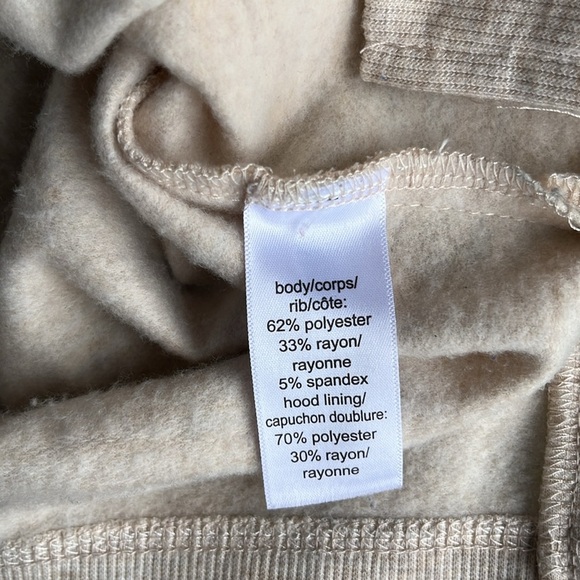 body/corps/
rib/côte:
62% polyester
33% rayon/
rayonne
5% spandex
hood lining/
capuchon doublure:
70% polyester
30% rayon/
rayonne